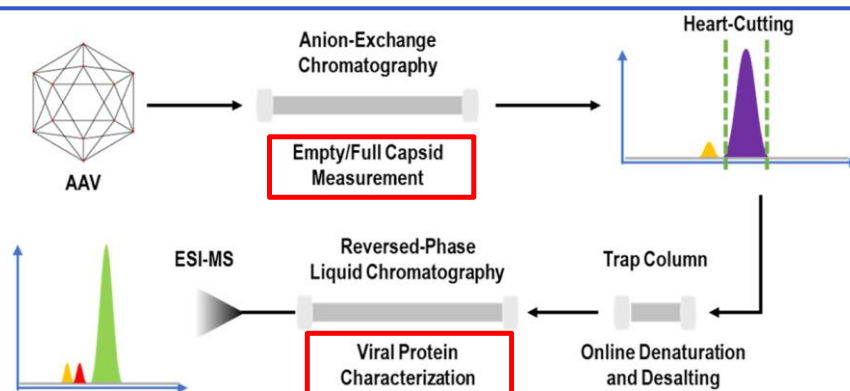 Anion-Exchange
Chromatography
Heart-Cutting
AAV
Empty/Full Capsid
Measurement
ESI-MS
Reversed-Phase
Liquid Chromatography
Trap Column
Viral Protein
Characterization
Online Denaturation
and Desalting